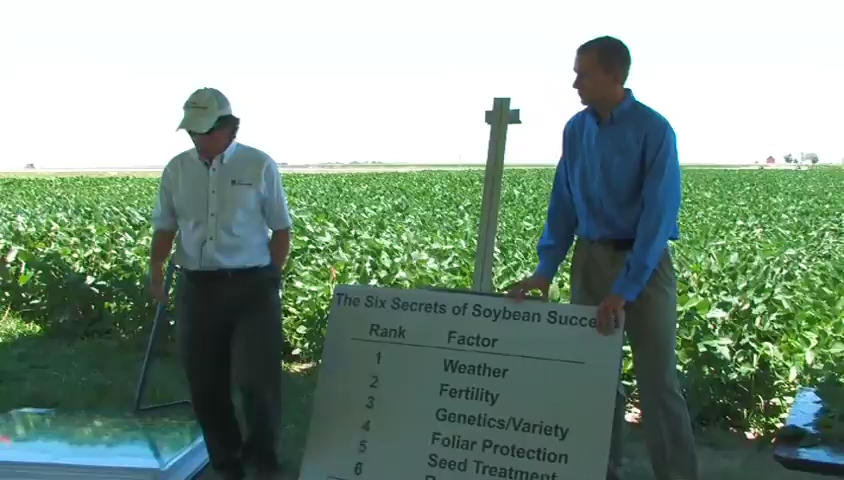 The Six Secrets of Soybean Succe
Rank Factor
1 Weather
2 Fertility
3 Genetics/Variety
4 Foliar Protection
5 Seed Treatment
6